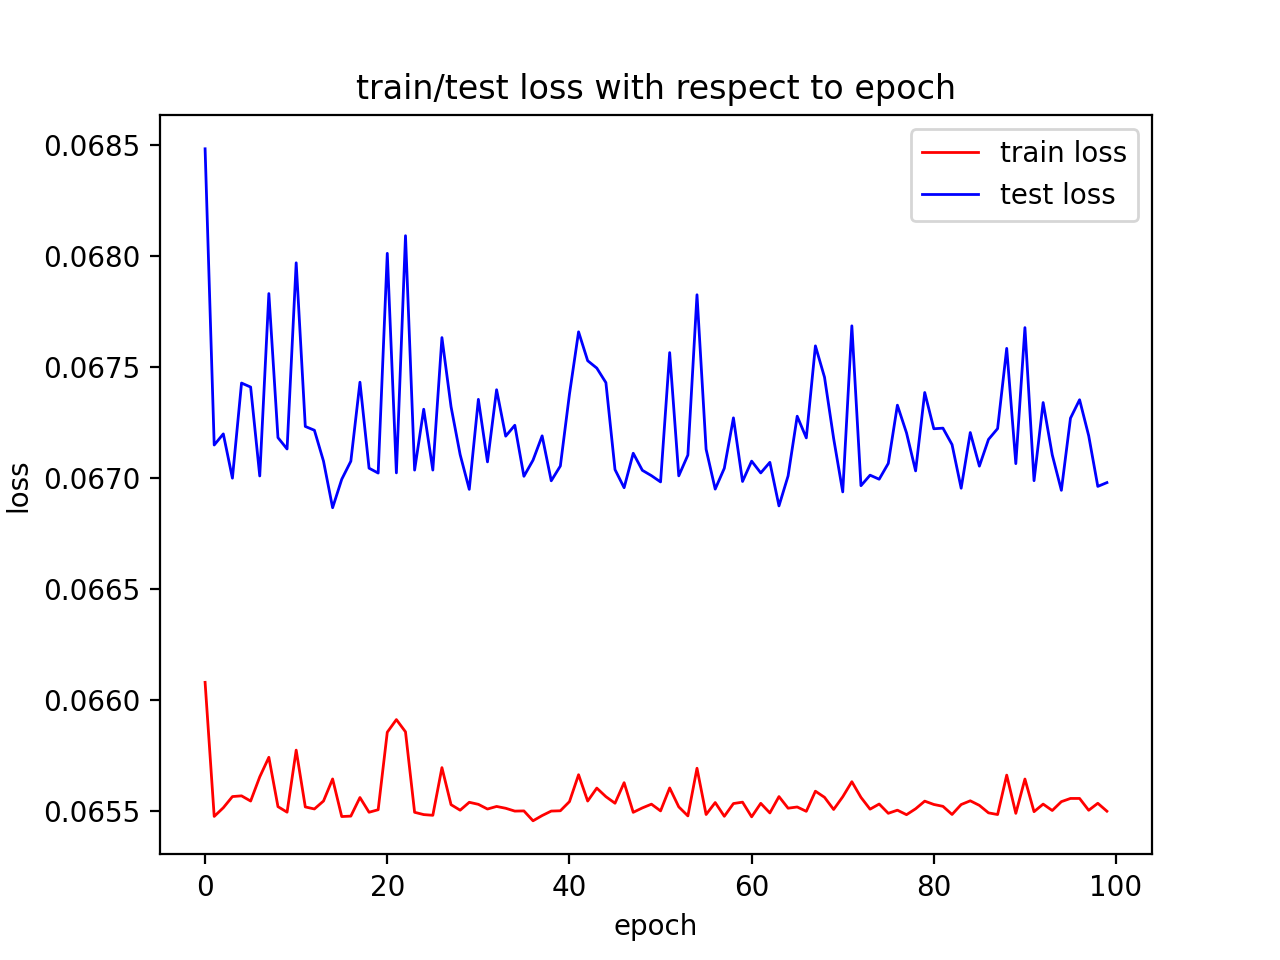 train/test loss with respect to epoch
train loss
test loss
0.0685
0.0680
0.0675
0.0670
0.0665
0.0660
0.0655
loss
0 20 40 60 80 100
epoch